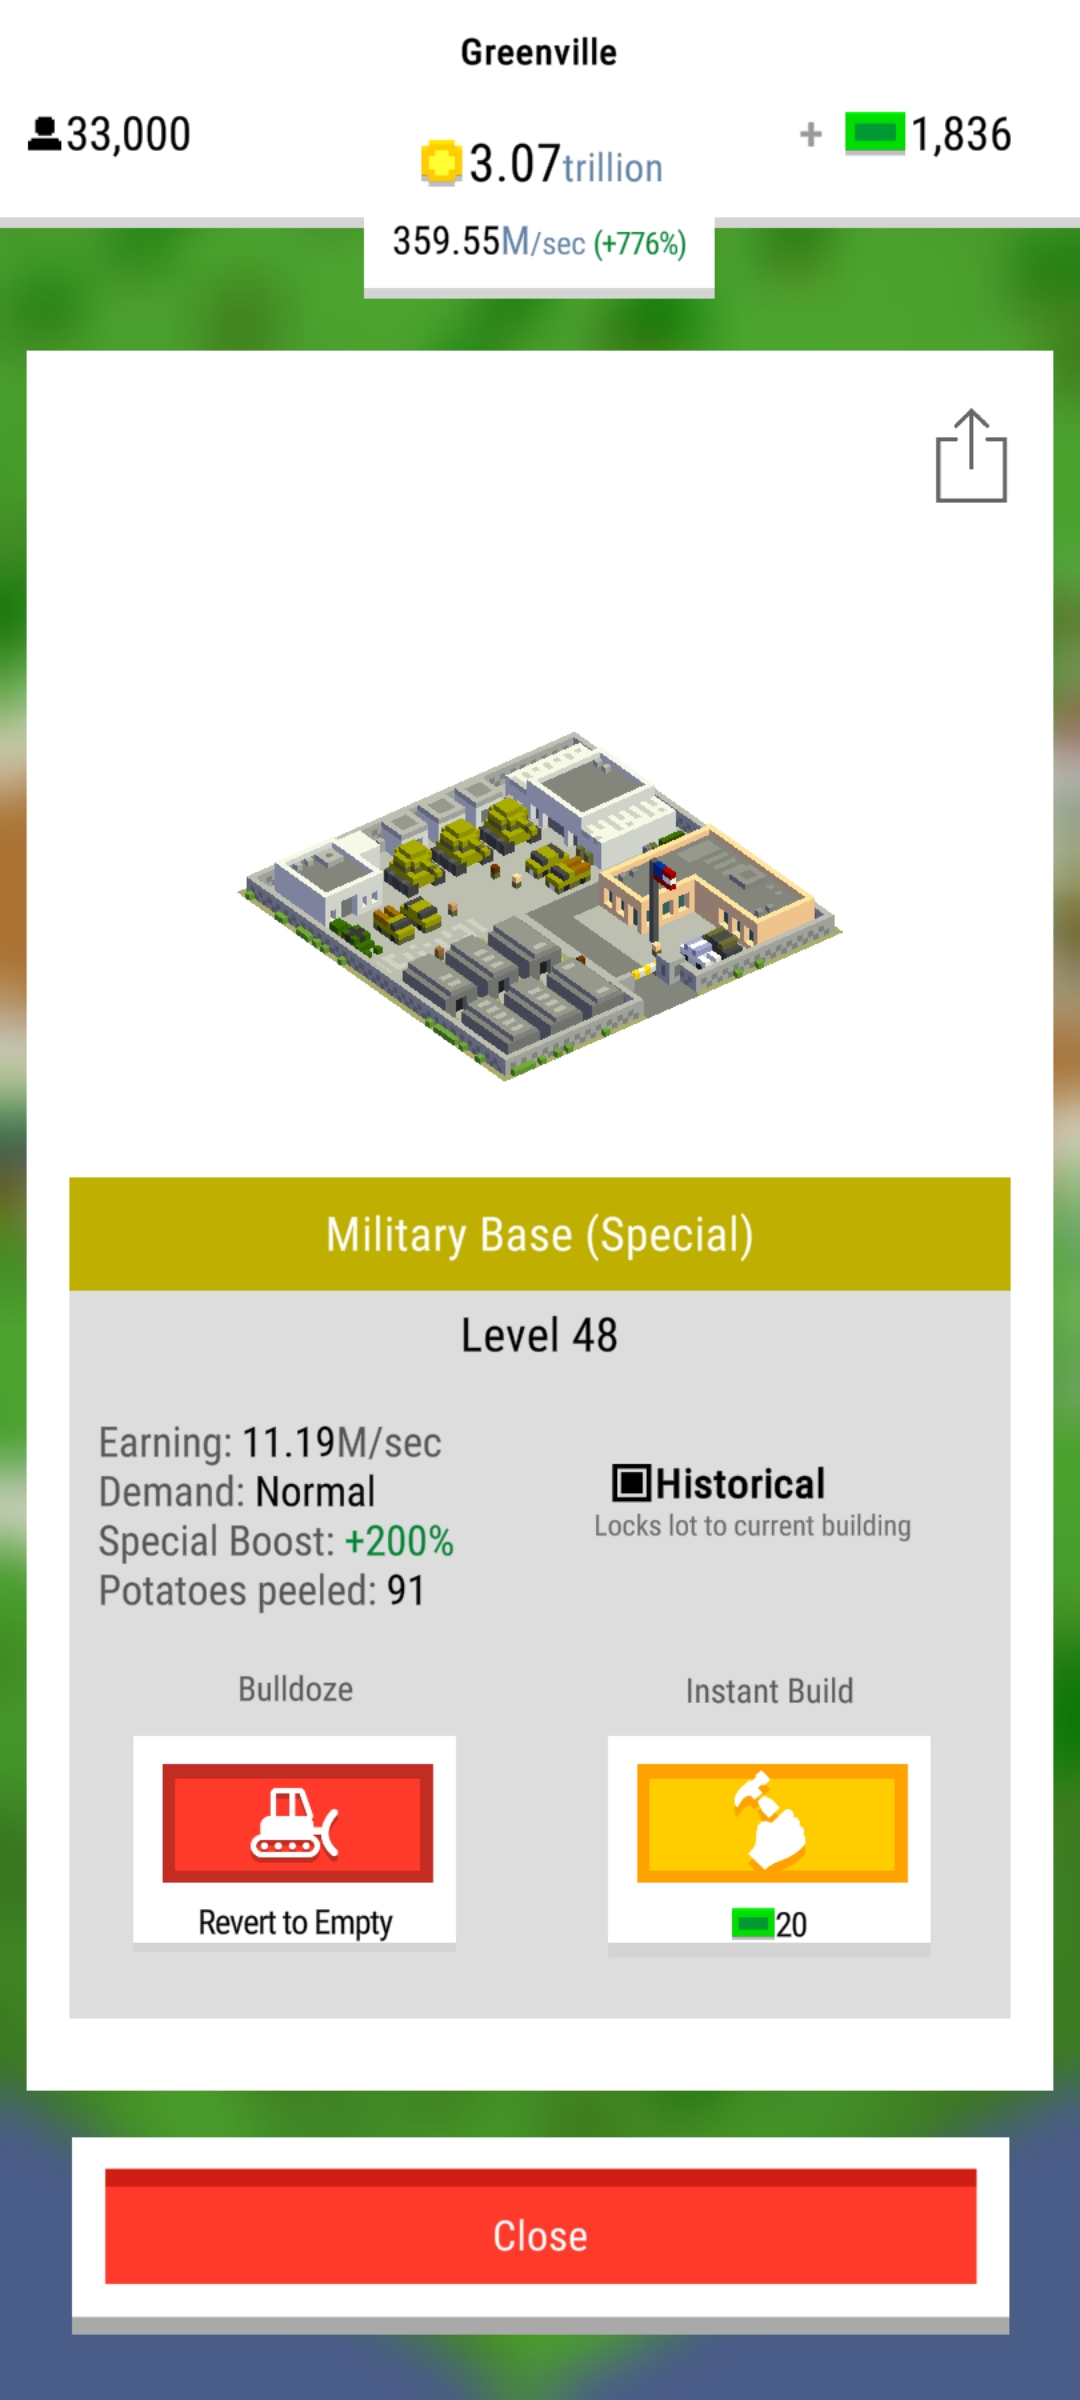 Greenville
33,000
3.07trillion
+ 1,836
359.55M/sec (+776%)
Military Base (Special)
Level 48
Earning: 11.19M/sec
Demand: Normal
Special Boost: +200%
Potatoes peeled: 91
Historical
Locks lot to current building
Bulldoze
Instant Build
Revert to Empty
20
Close